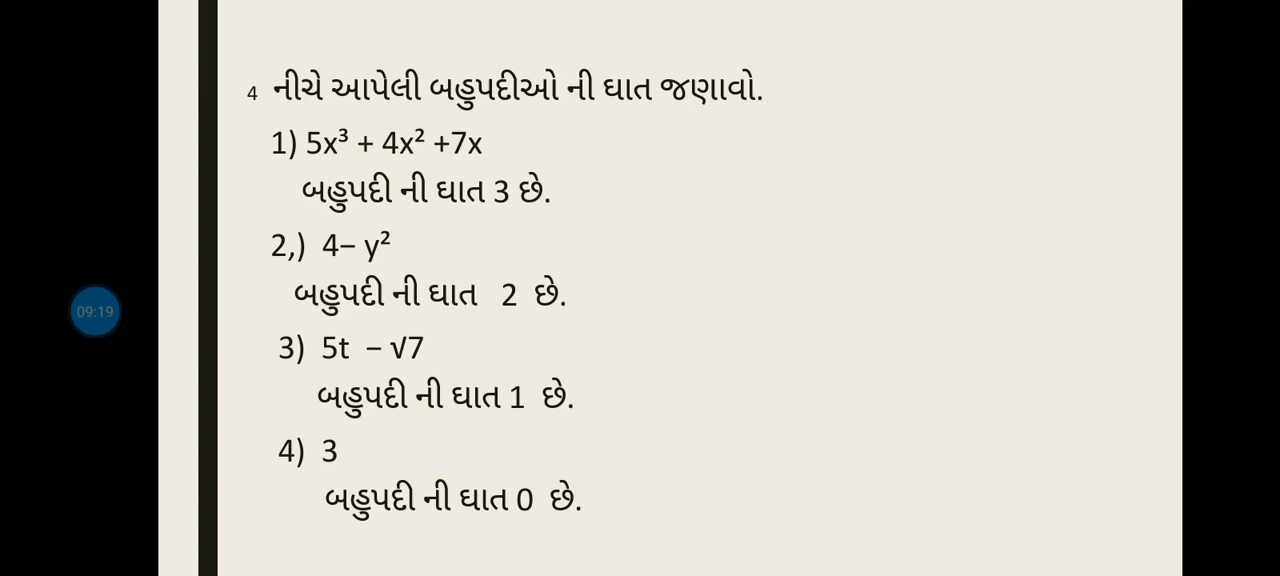 4 નીચે આપેલી બહુપદીઓ ની ઘાત જણાવો.
1) 5x³ + 4x² +7x
બહુપદી ની ઘાત 3 છે.
2,) 4– y²
બહુપદી ની ઘાત 2 છે.
09:19
3) 5t – √7
બહુપદી ની ઘાત 1 છે.
4) 3
બહુપદી ની ઘાત 0 છે.